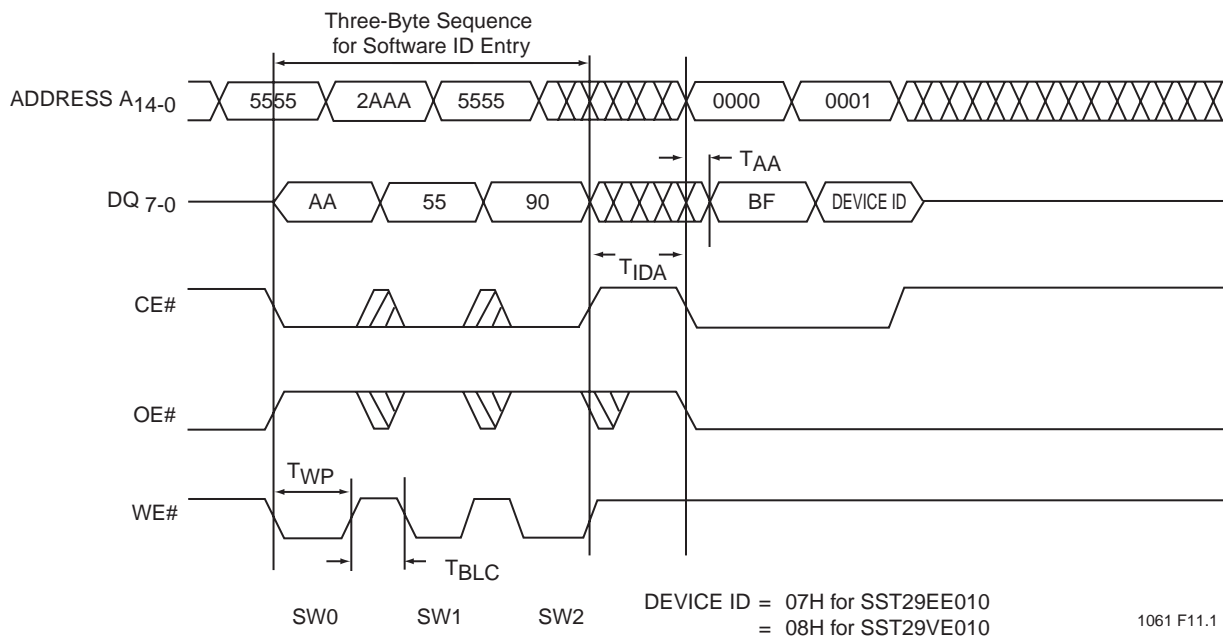 Three-Byte Sequence
for Software ID Entry
ADDRESS A14-0
5555
2AAA
5555
0000
0001
TAA
DQ 7-0
AA
55
90
BF
DEVICE ID
TIDA
CE#
OE#
TWP
WE#
TBLC
SW0
SW1
SW2
DEVICE ID = 07H for SST29EE010
= 08H for SST29VE010
1061 F11.1